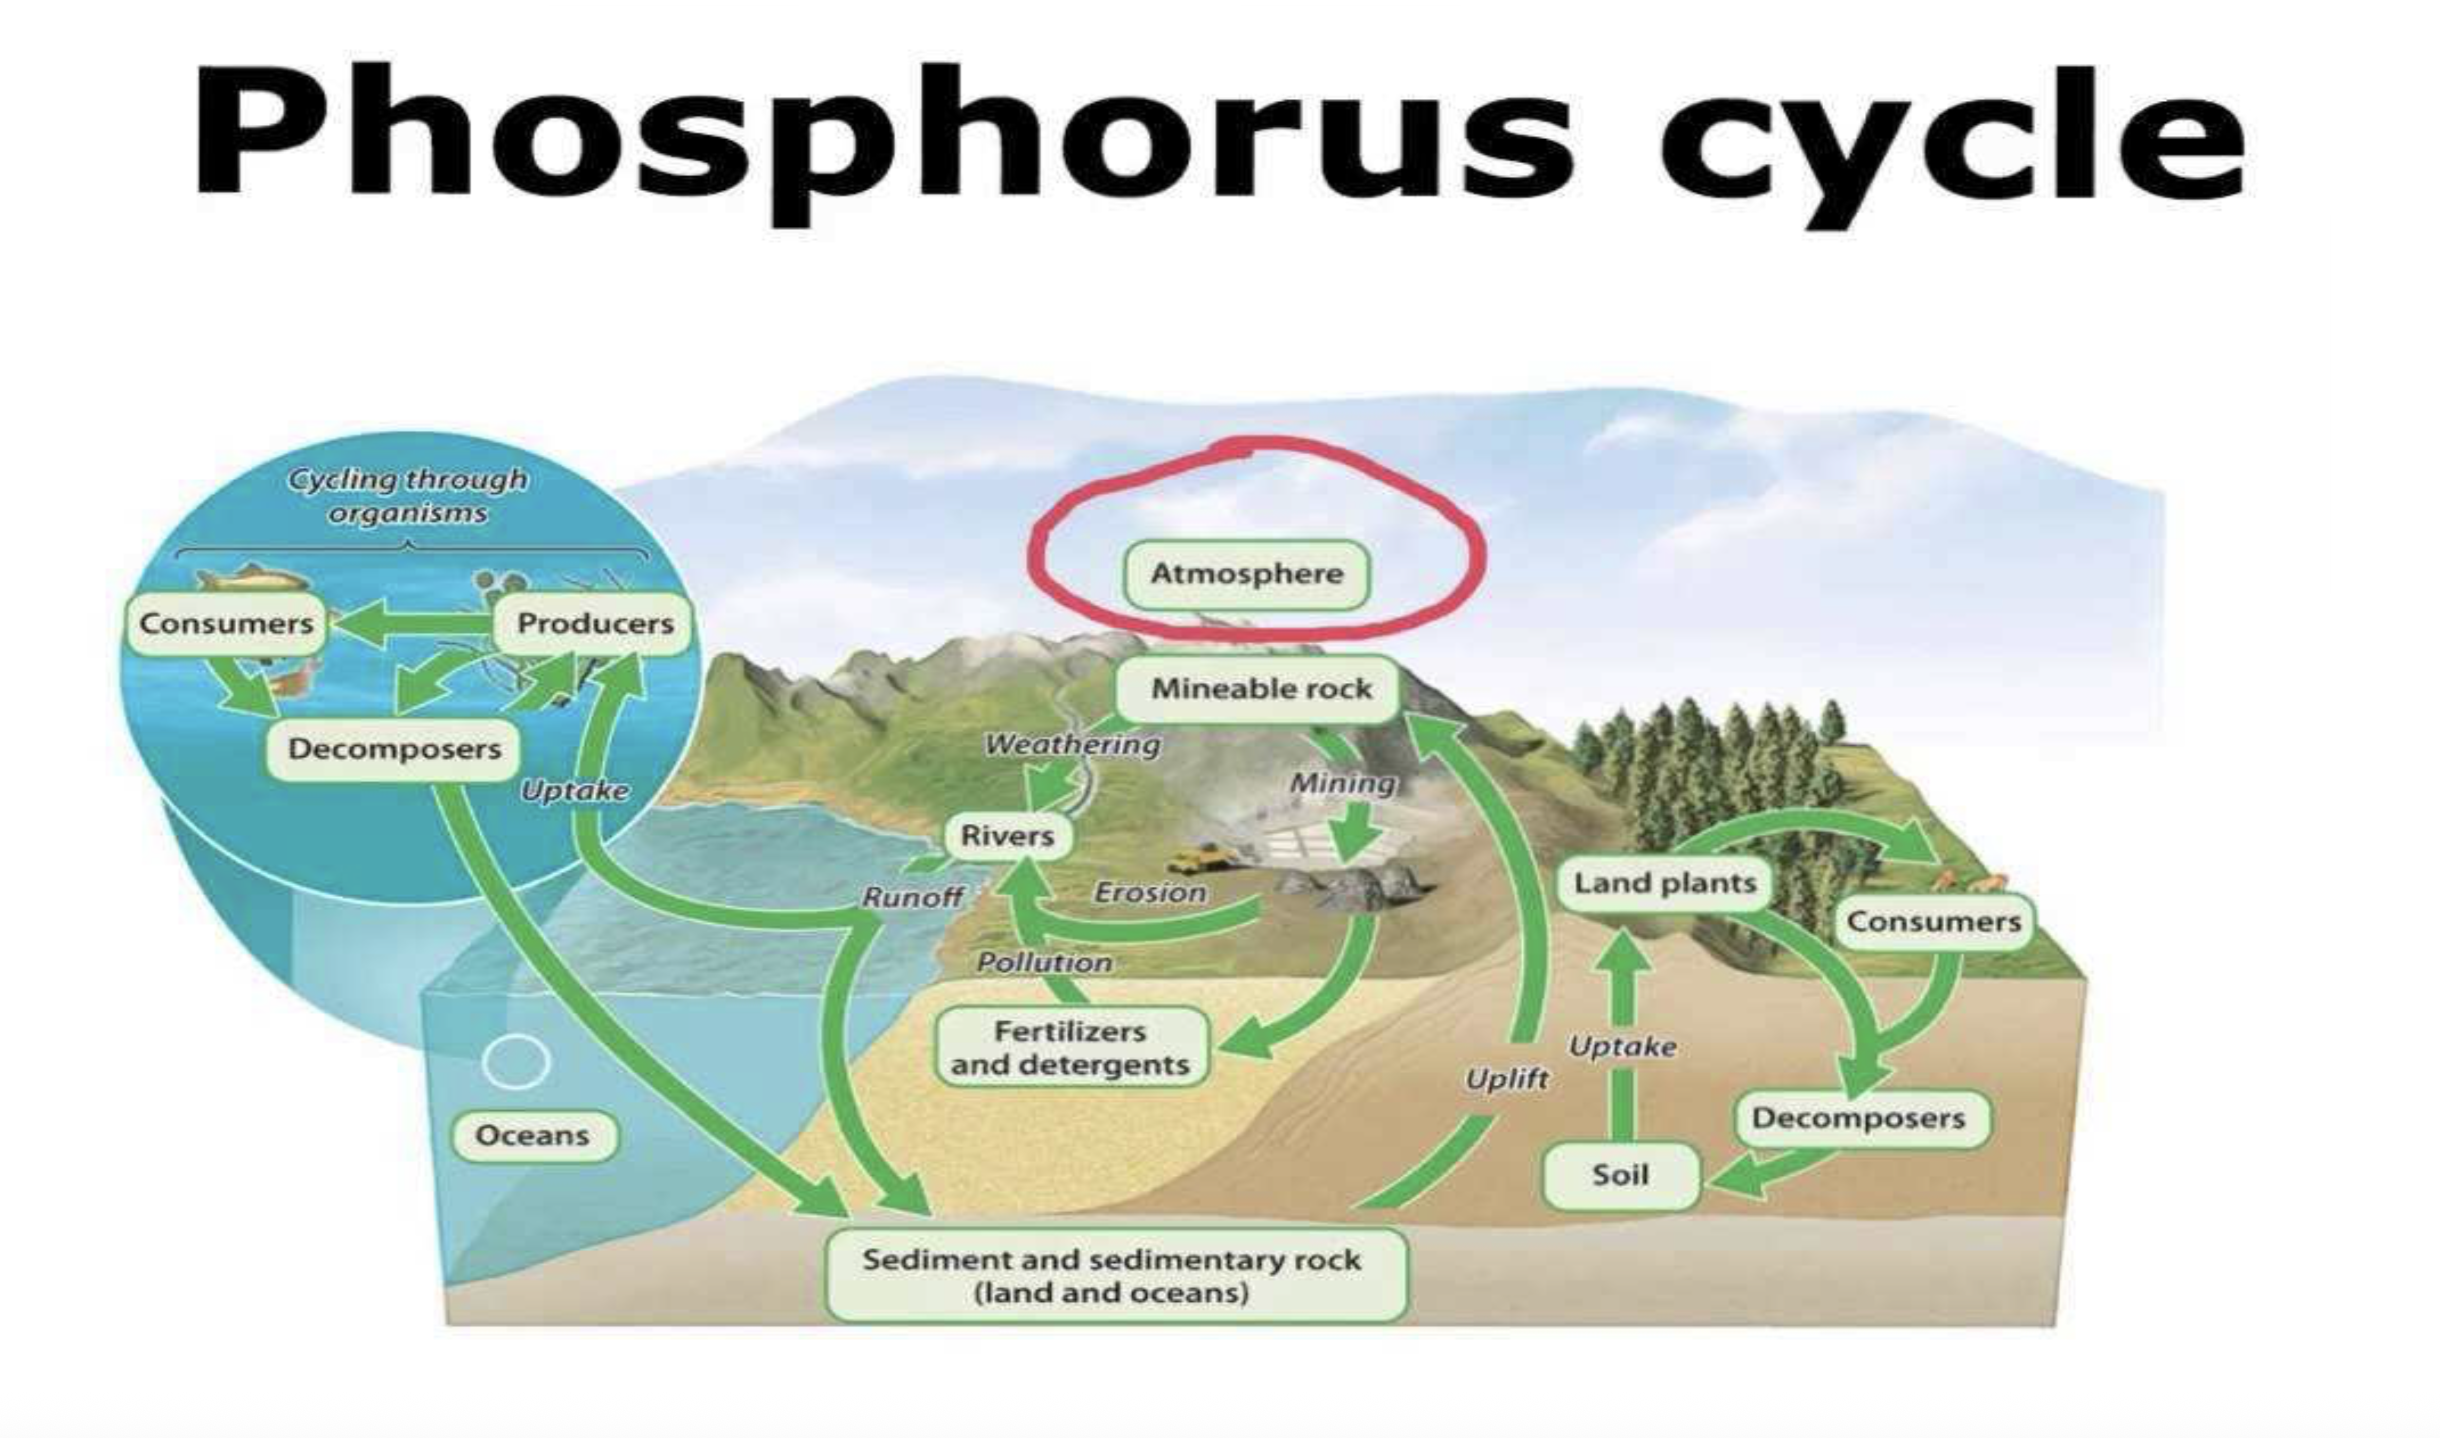 Phosphorus cycle
Cycling through
organisms
Atmosphere
Consumers
Producers
Mineable rock
Weathering
Decomposers
Mining
Uptake
Rivers
Land plants
Runoff
Erosion
Consumers
Pollution
Fertilizers
and detergents
Uptake
Uplift
Decomposers
Oceans
Soil
Sediment and sedimentary rock
(land and oceans)